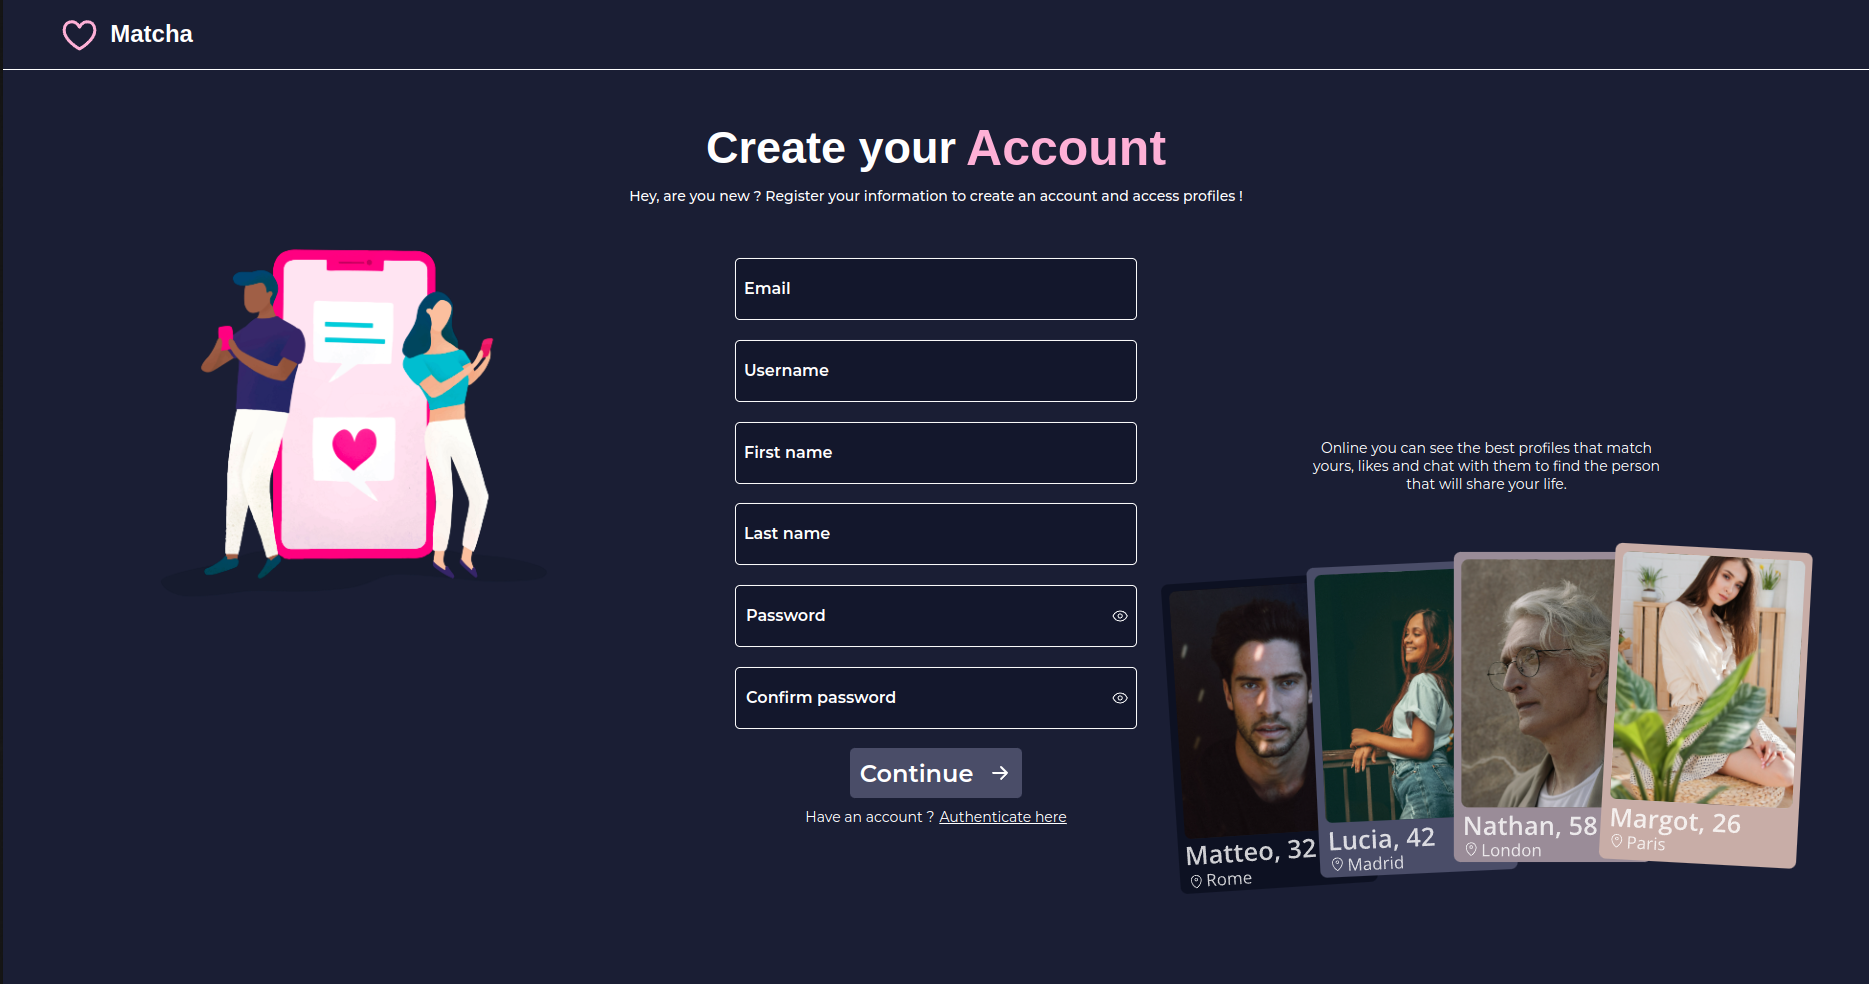 Matcha
Create your Account
Hey, are you new ? Register your information to create an account and access profiles !
Email
Username
First name
Last name
Password
Confirm password
Continue
Have an account ? Authenticate here
Online you can see the best profiles that match
yours, likes and chat with them to find the person
that will share your life.
Matteo, 32
Rome
Lucia, 42
Madrid
Nathan, 58
London
Margot, 26
Paris